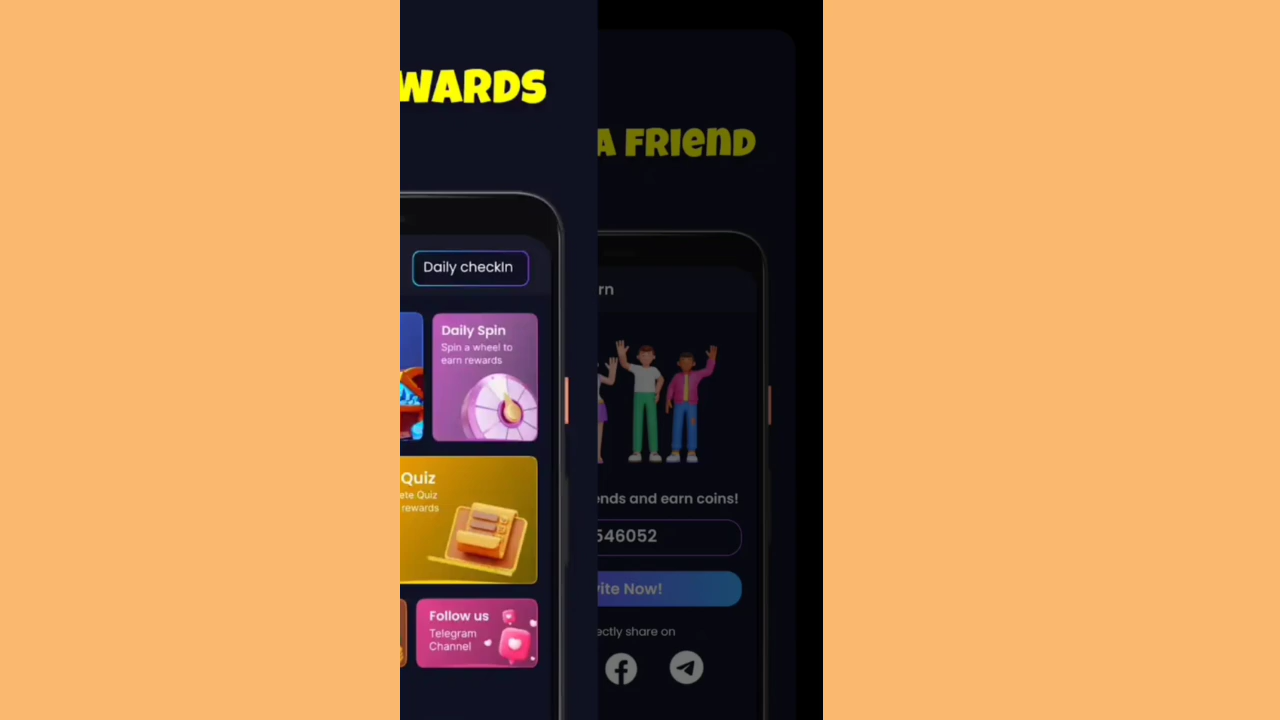 WARDS
Daily checkIn
Daily Spin
Spin a wheel to
earn rewards
Quiz
ete Quiz
rewards
Follow us
Telegram
Channel
A FRIEND
rn
ends and earn coins!
546052
vite Now!
ectly share on